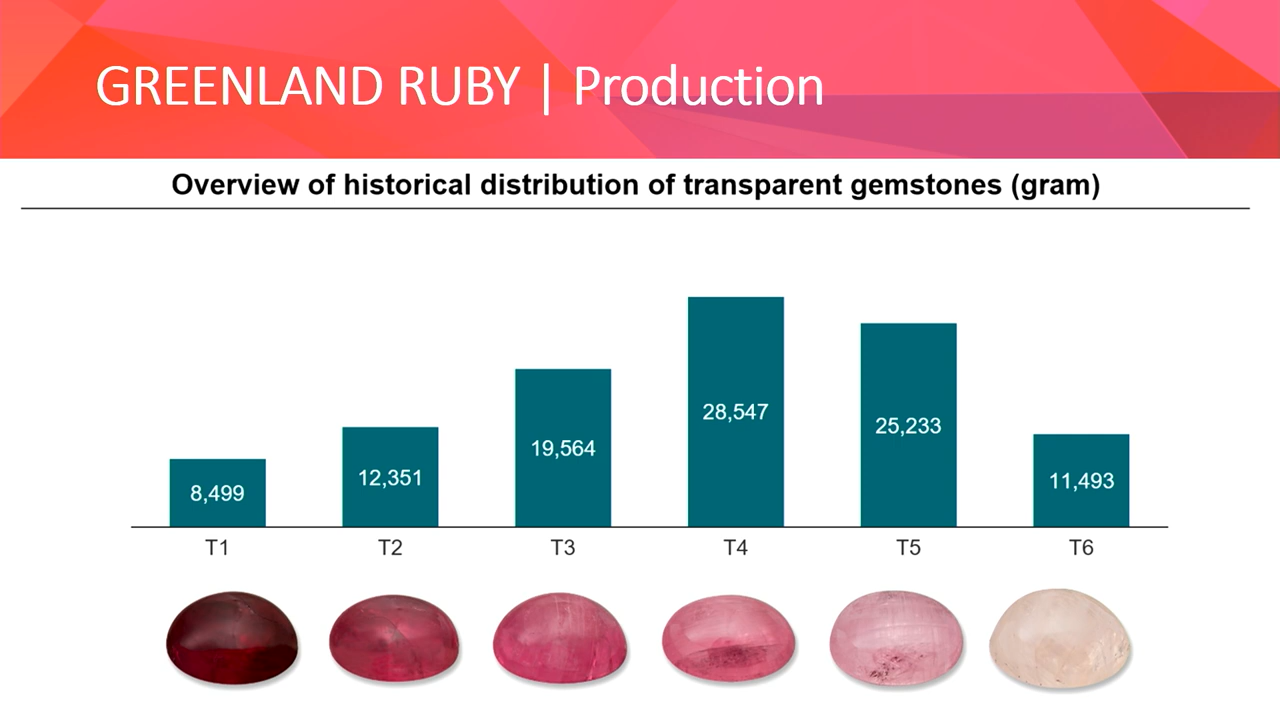 GREENLAND RUBY | Production
Overview of historical distribution of transparent gemstones (gram)
8,499
12,351
19,564
28,547
25,233
11,493
T1 T2 T3 T4 T5 T6